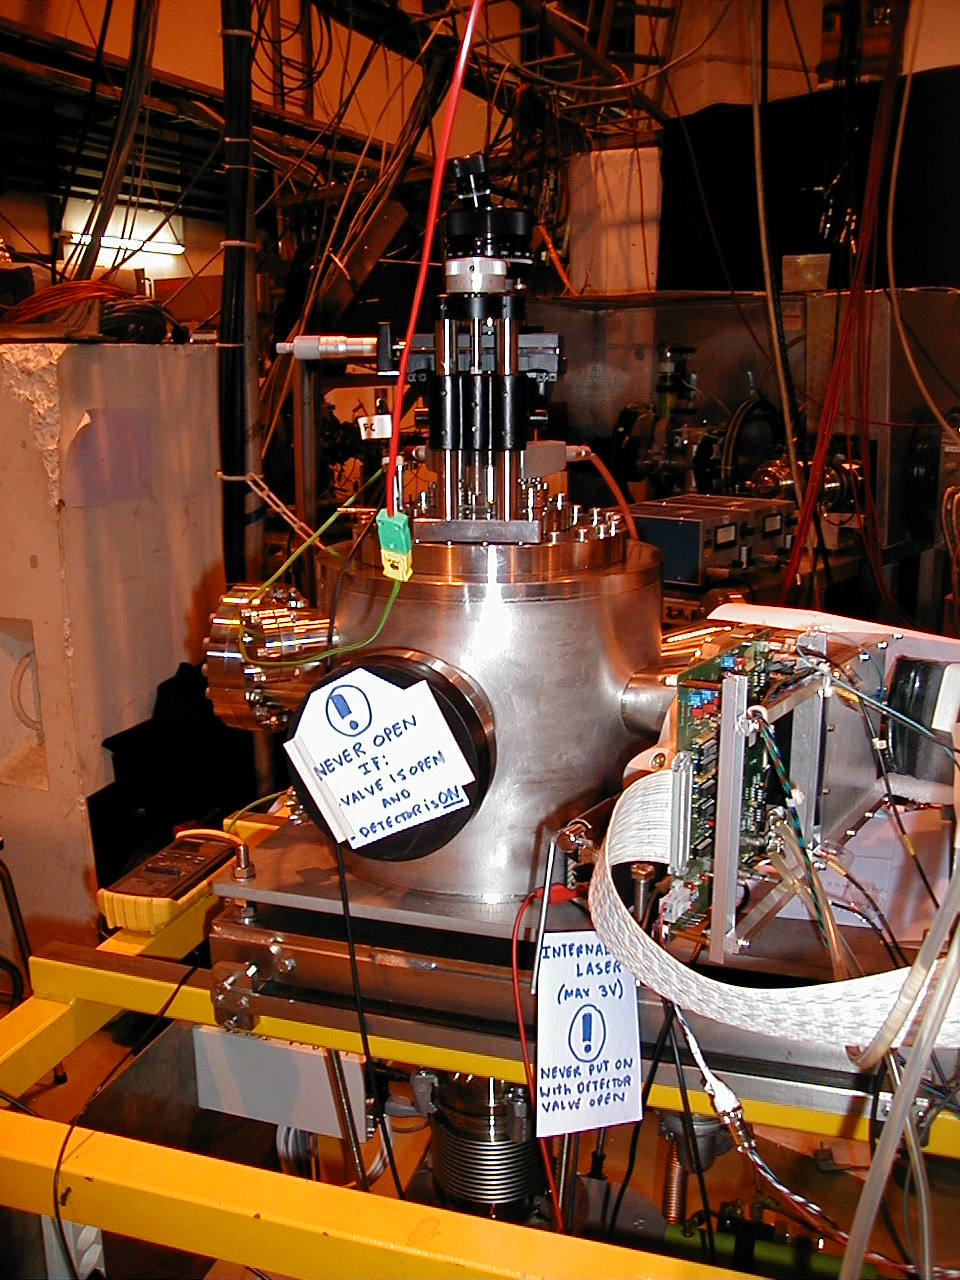 FC
!
NEVER OPEN
IF:
- VALVE IS OPEN
AND
- DETECTOR is ON
INTERNAL
LASER
(MAX 3V)
!
NEVER PUT ON
WITH DETECTOR
VALVE OPEN